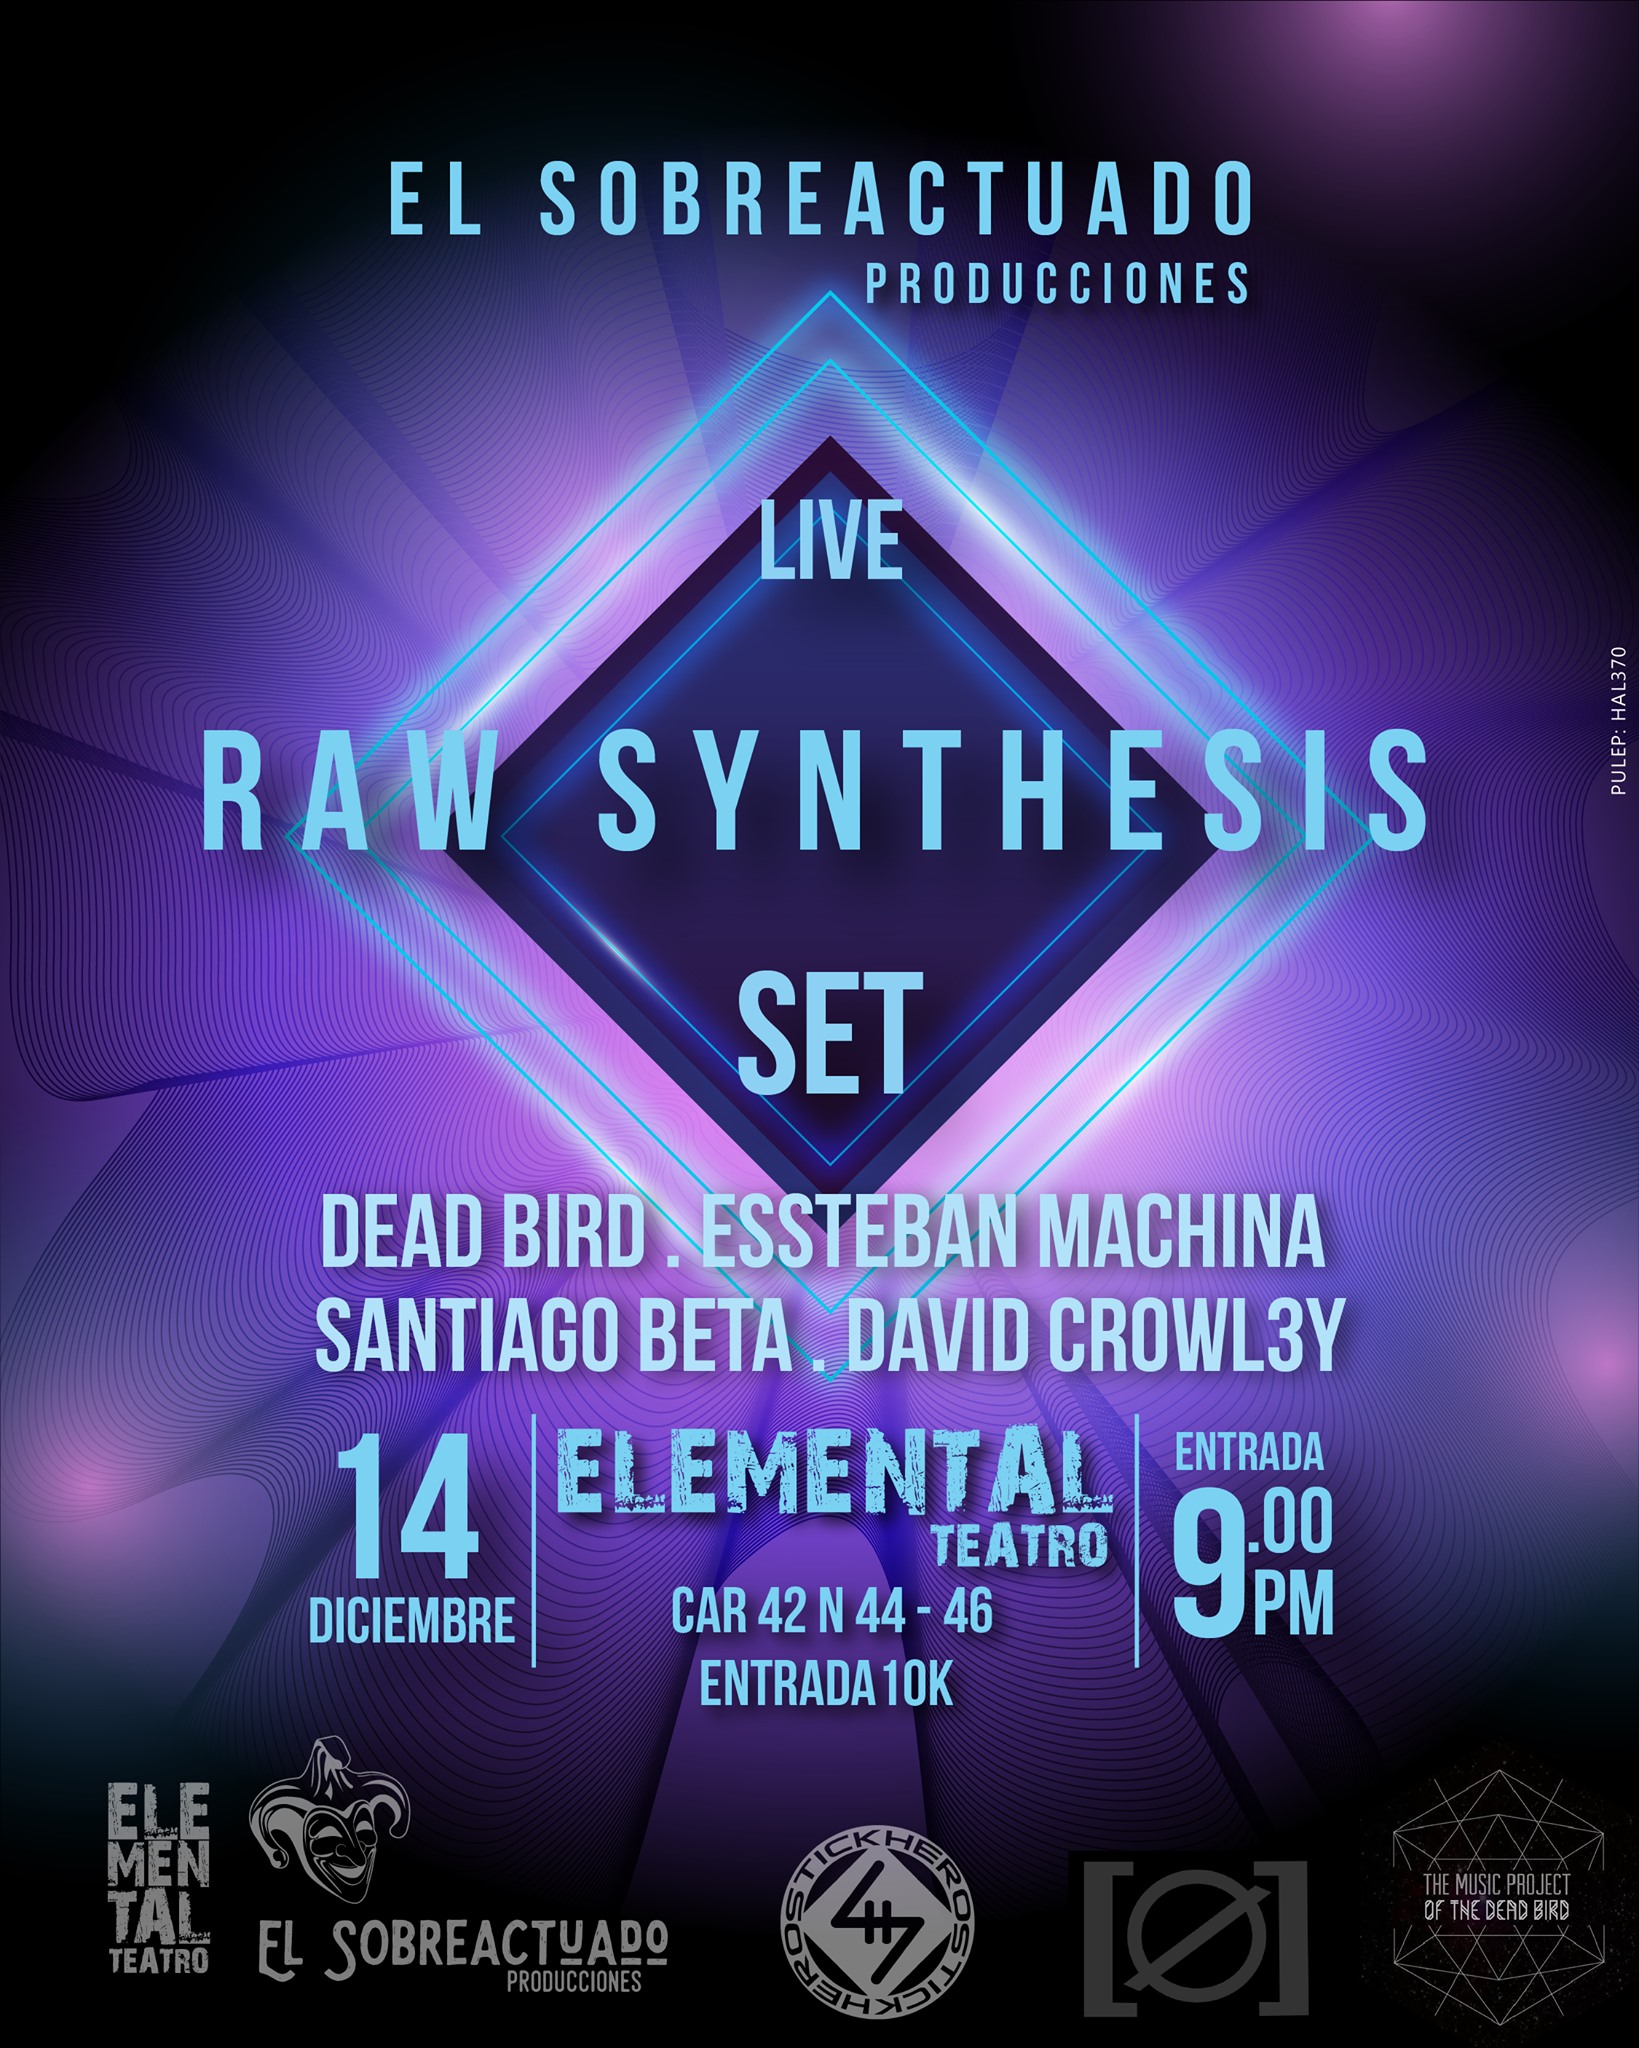 EL SOBREACTUADO
PRODUCCIONES
LIVE
RAW SYNTHESIS
SET
PULEP: HAL370
DEAD BIRD . ESSTEBAN MACHINA
SANTIAGO BETA . DAVID CROWL3Y
14
DICIEMBRE
ELEMENTAL
TEATRO
CAR 42 N 44 - 46
ENTRADA 10K
ENTRADA
9.00
PM
ELE
MEN
TAL
TEATRO
EL SOBREACTUADO
PRODUCCIONES
STICKHERO STICKHERO
[Ø]
THE MUSIC PROJECT
OF THE DEAD BIRD